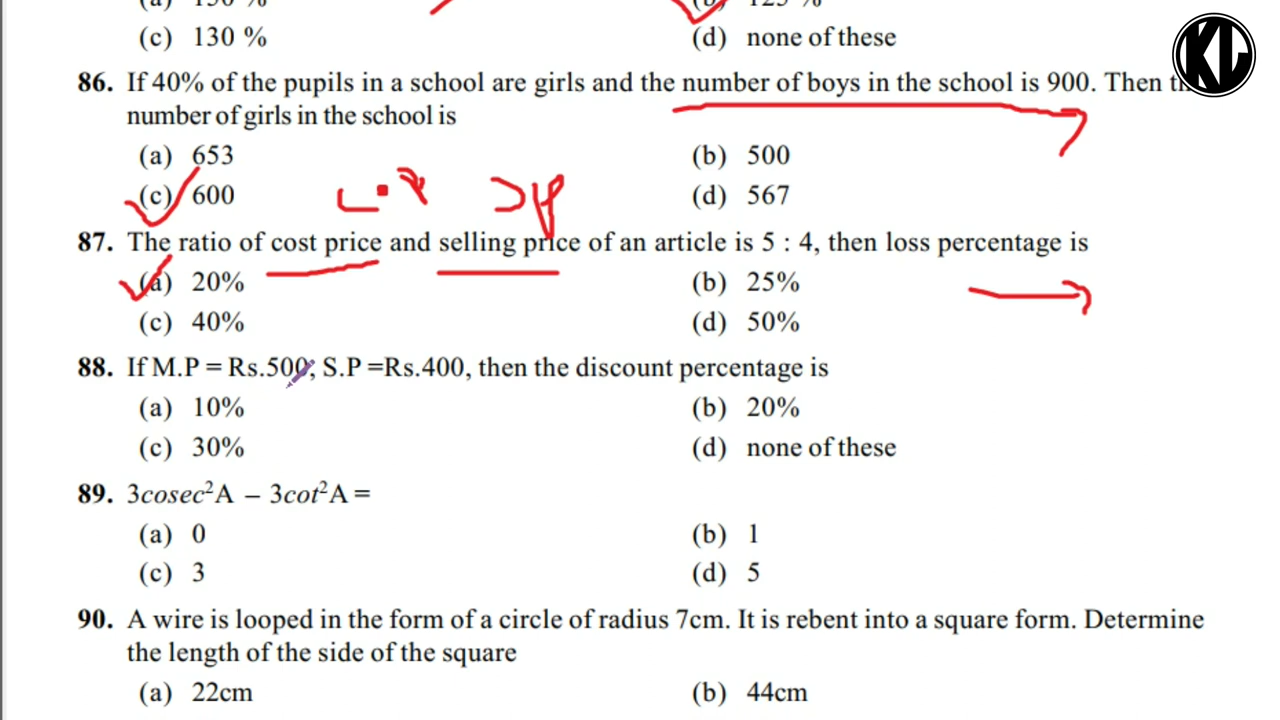 (c) 130 % (d) none of these
KL
86. If 40% of the pupils in a school are girls and the number of boys in the school is 900. Then
number of girls in the school is
(a) 653 (b) 500
(c) 600 (d) 567
87. The ratio of cost price and selling price of an article is 5 : 4, then loss percentage is
(a) 20% (b) 25%
(c) 40% (d) 50%
88. If M.P = Rs.500, S.P =Rs.400, then the discount percentage is
(a) 10% (b) 20%
(c) 30% (d) none of these
89. 3cosec²A – 3cot²A =
(a) 0 (b) 1
(c) 3 (d) 5
90. A wire is looped in the form of a circle of radius 7cm. It is rebent into a square form. Determine
the length of the side of the square
(a) 22cm (b) 44cm